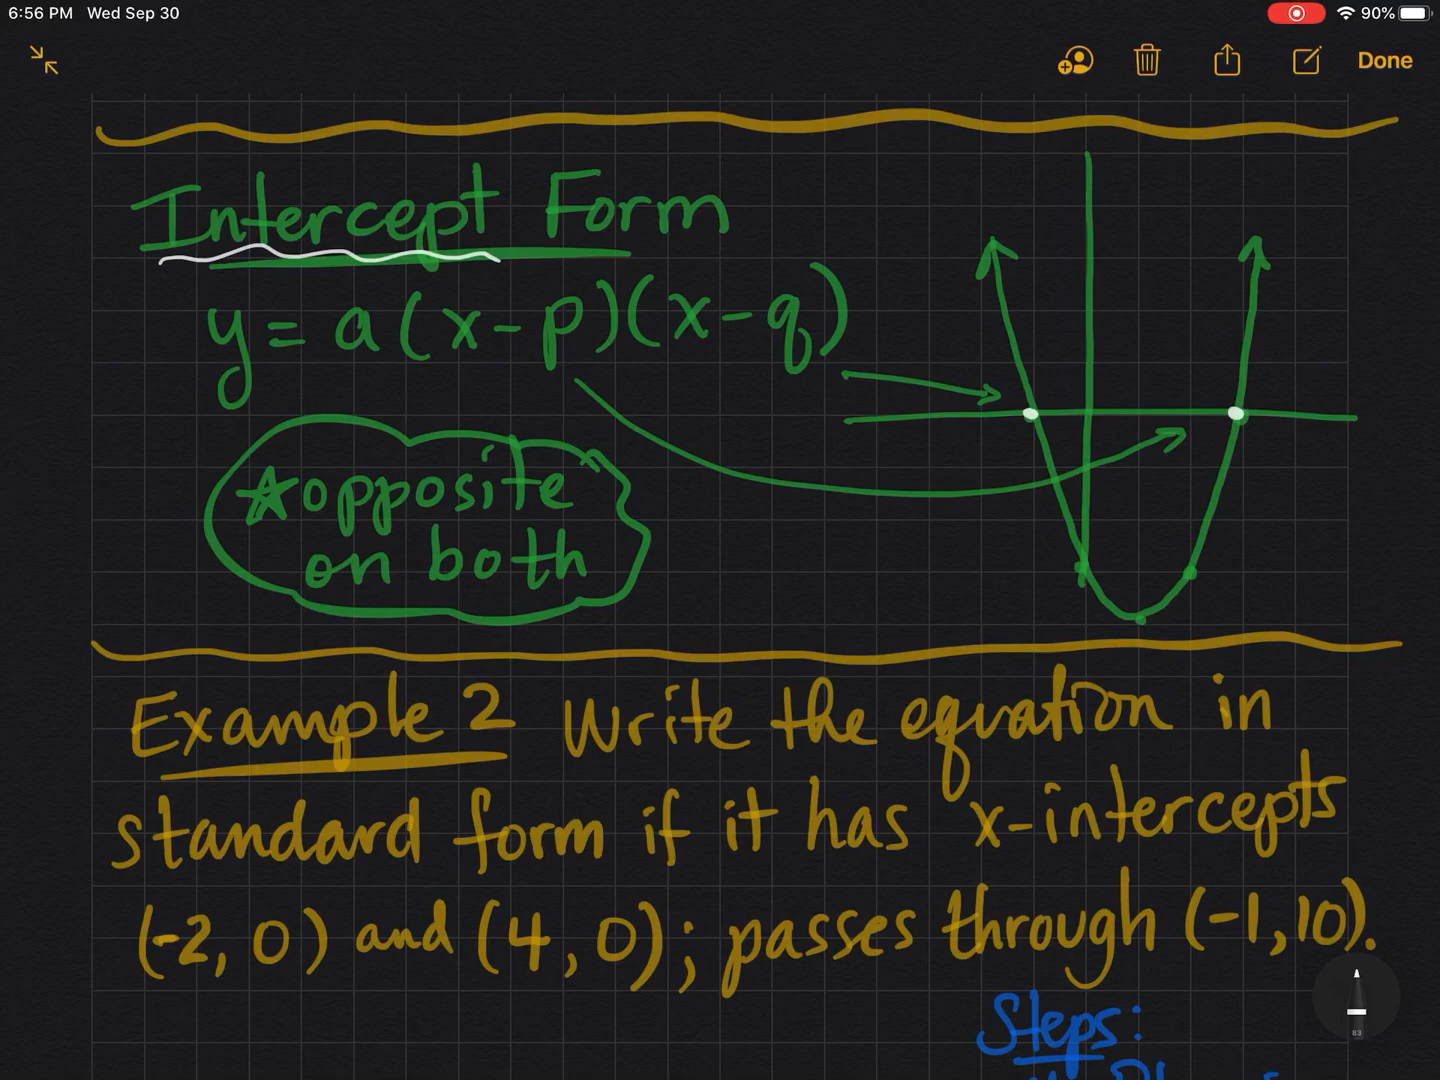 6:56 PM Wed Sep 30
90%
Done
Intercept Form
y = a(x-p)(x-q)
*opposite
on both
Example 2 Write the equation in
standard form if it has x-intercepts
(-2, 0) and (4, 0); passes through (-1, 10).
Steps:
83